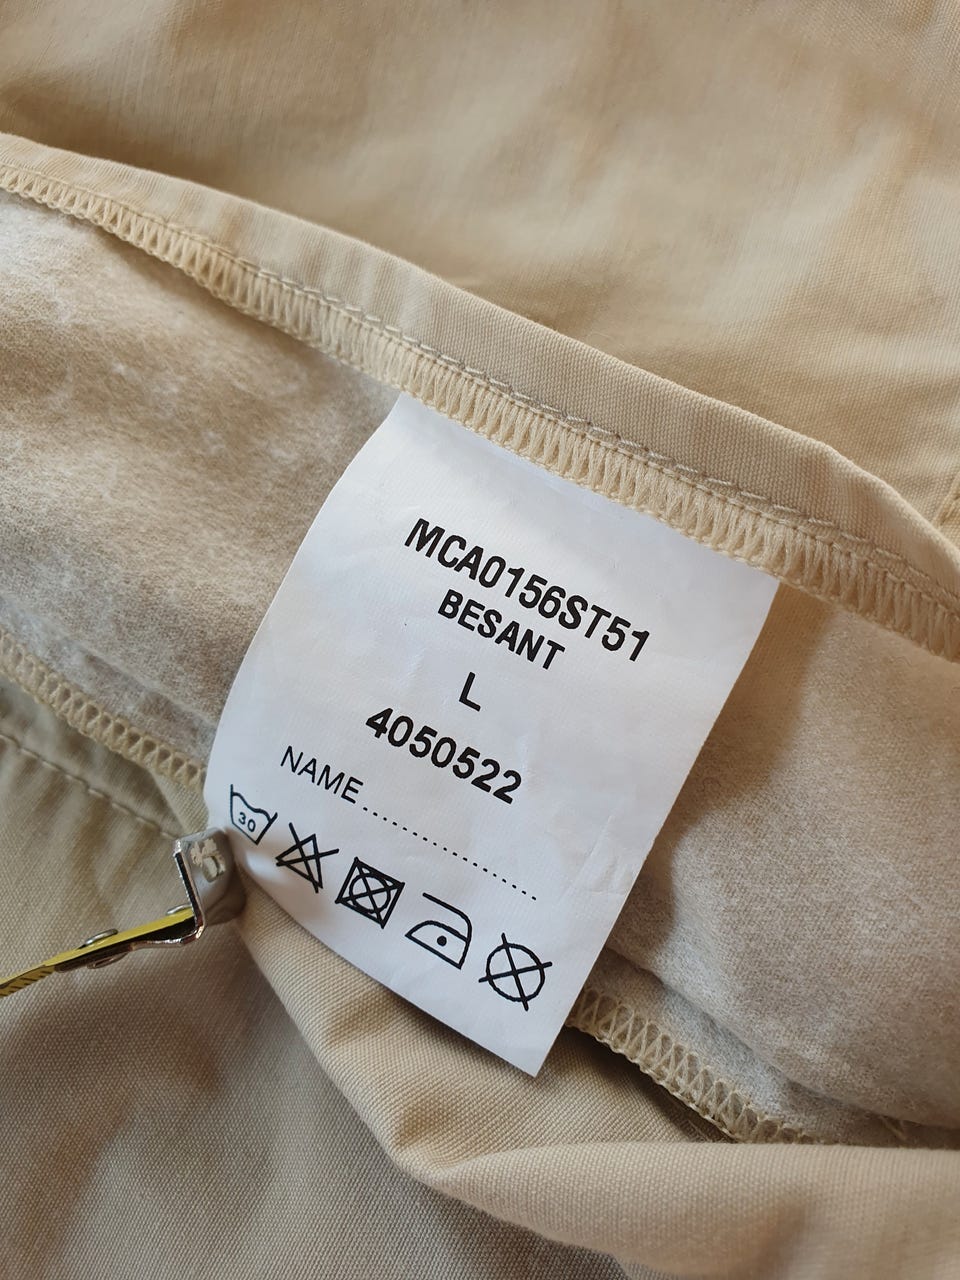 MCA0156ST51
BESANT
L
4050522
NAME..........................
30